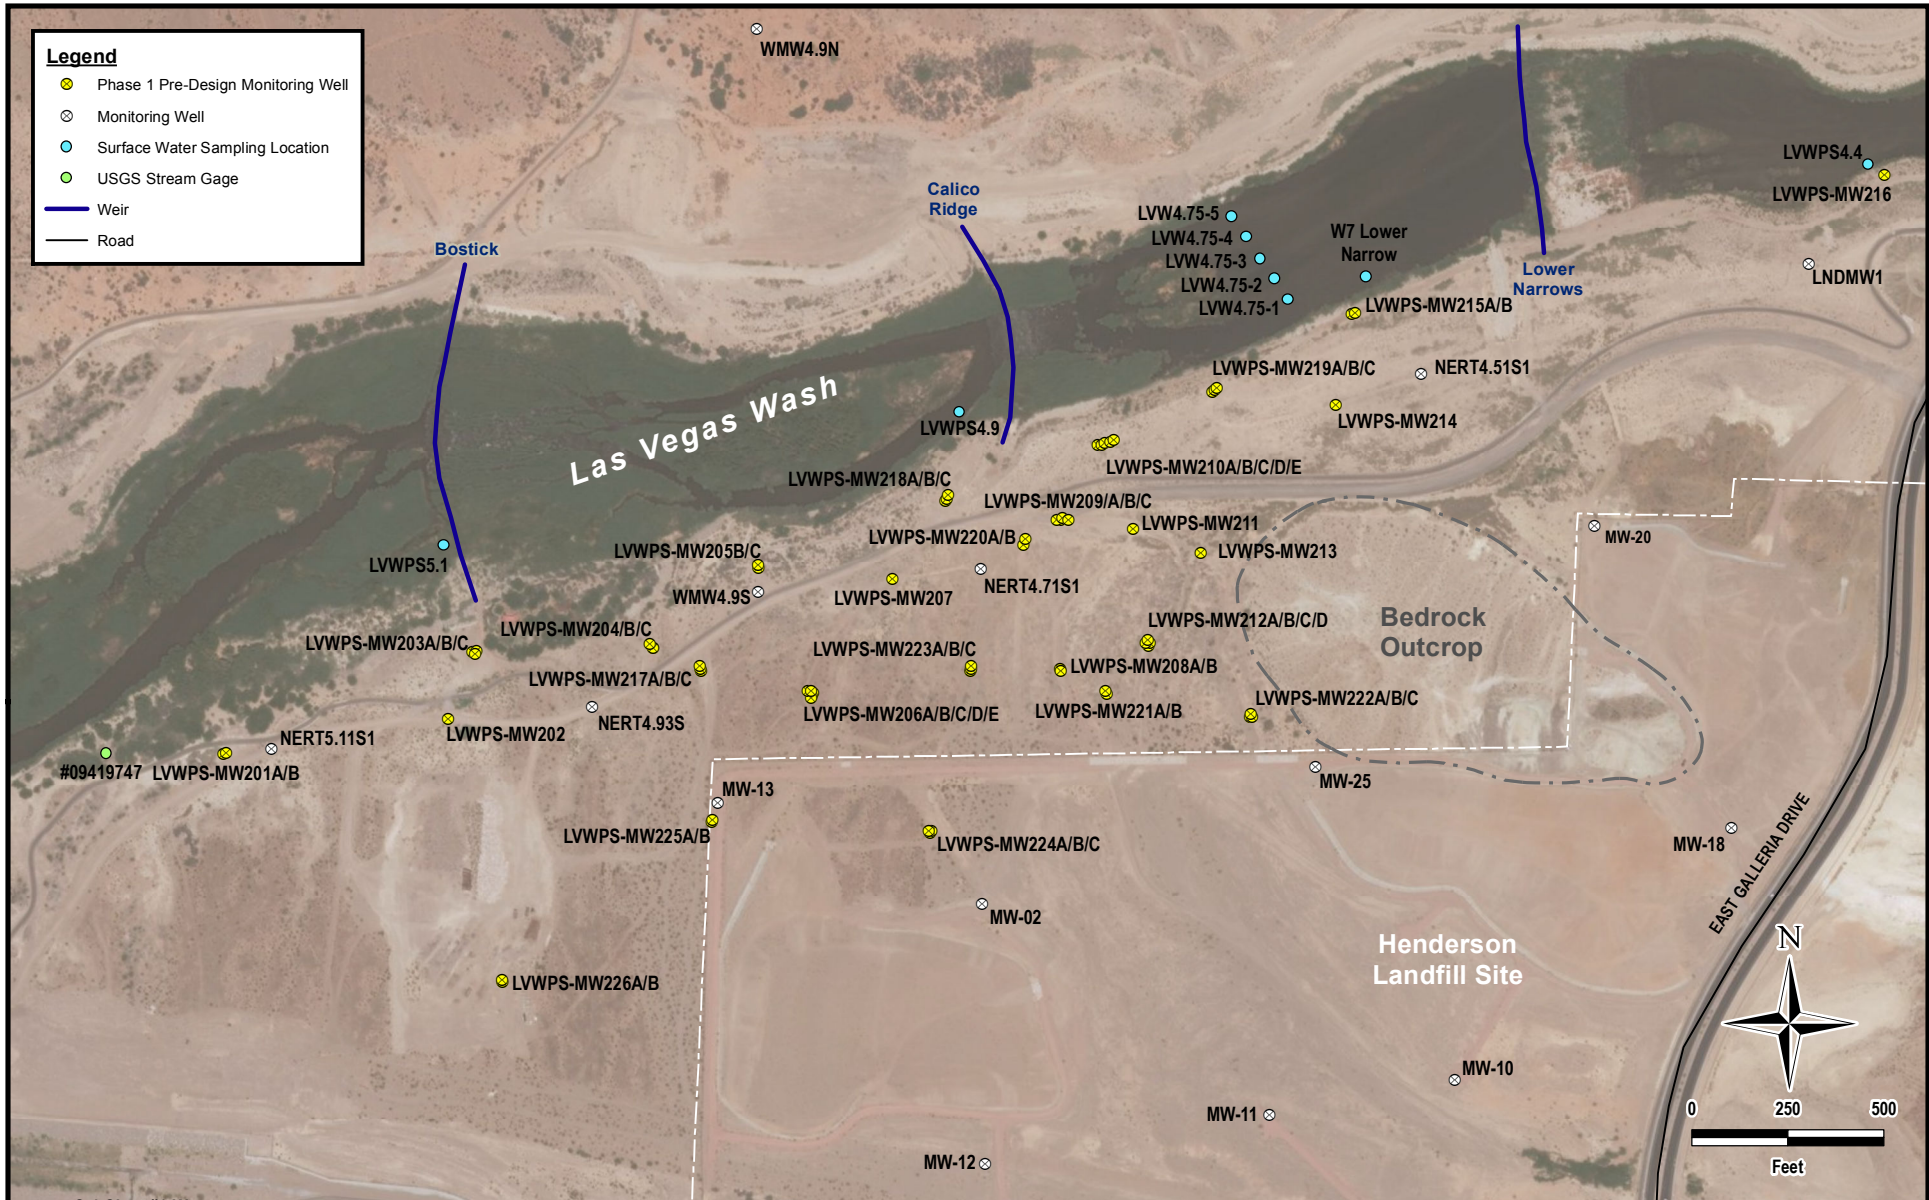 Legend
Phase 1 Pre-Design Monitoring Well
Monitoring Well
Surface Water Sampling Location
USGS Stream Gage
Weir
Road
WMW4.9N
LVWPS4.4
LVWPS-MW216
Calico
Ridge
LVW4.75-5
LVW4.75-4
LVW4.75-3
LVW4.75-2
LVW4.75-1
W7 Lower
Narrow
Bostick
Lower
Narrows
LNDMW1
LVWPS-MW215A/B
LVWPS-MW219A/B/C
NERT4.51S1
LVWPS-MW214
Las Vegas Wash
LVWPS4.9
LVWPS-MW210A/B/C/D/E
LVWPS-MW218A/B/C
LVWPS-MW209/A/B/C
LVWPS-MW220A/B
LVWPS-MW211
LVWPS-MW213
MW-20
LVWPS5.1
LVWPS-MW205B/C
WMW4.9S
LVWPS-MW207
NERT4.71S1
Bedrock
Outcrop
LVWPS-MW203A/B/C
LVWPS-MW204/B/C
LVWPS-MW223A/B/C
LVWPS-MW212A/B/C/D
LVWPS-MW217A/B/C
LVWPS-MW208A/B
LVWPS-MW206A/B/C/D/E
LVWPS-MW221A/B
LVWPS-MW222A/B/C
NERT4.93S
LVWPS-MW202
NERT5.11S1
#09419747
LVWPS-MW201A/B
MW-13
MW-25
LVWPS-MW225A/B
LVWPS-MW224A/B/C
MW-18
EAST GALLERIA DRIVE
MW-02
Henderson
Landfill Site
N
LVWPS-MW226A/B
MW-10
MW-11
MW-12
0 250 500
Feet